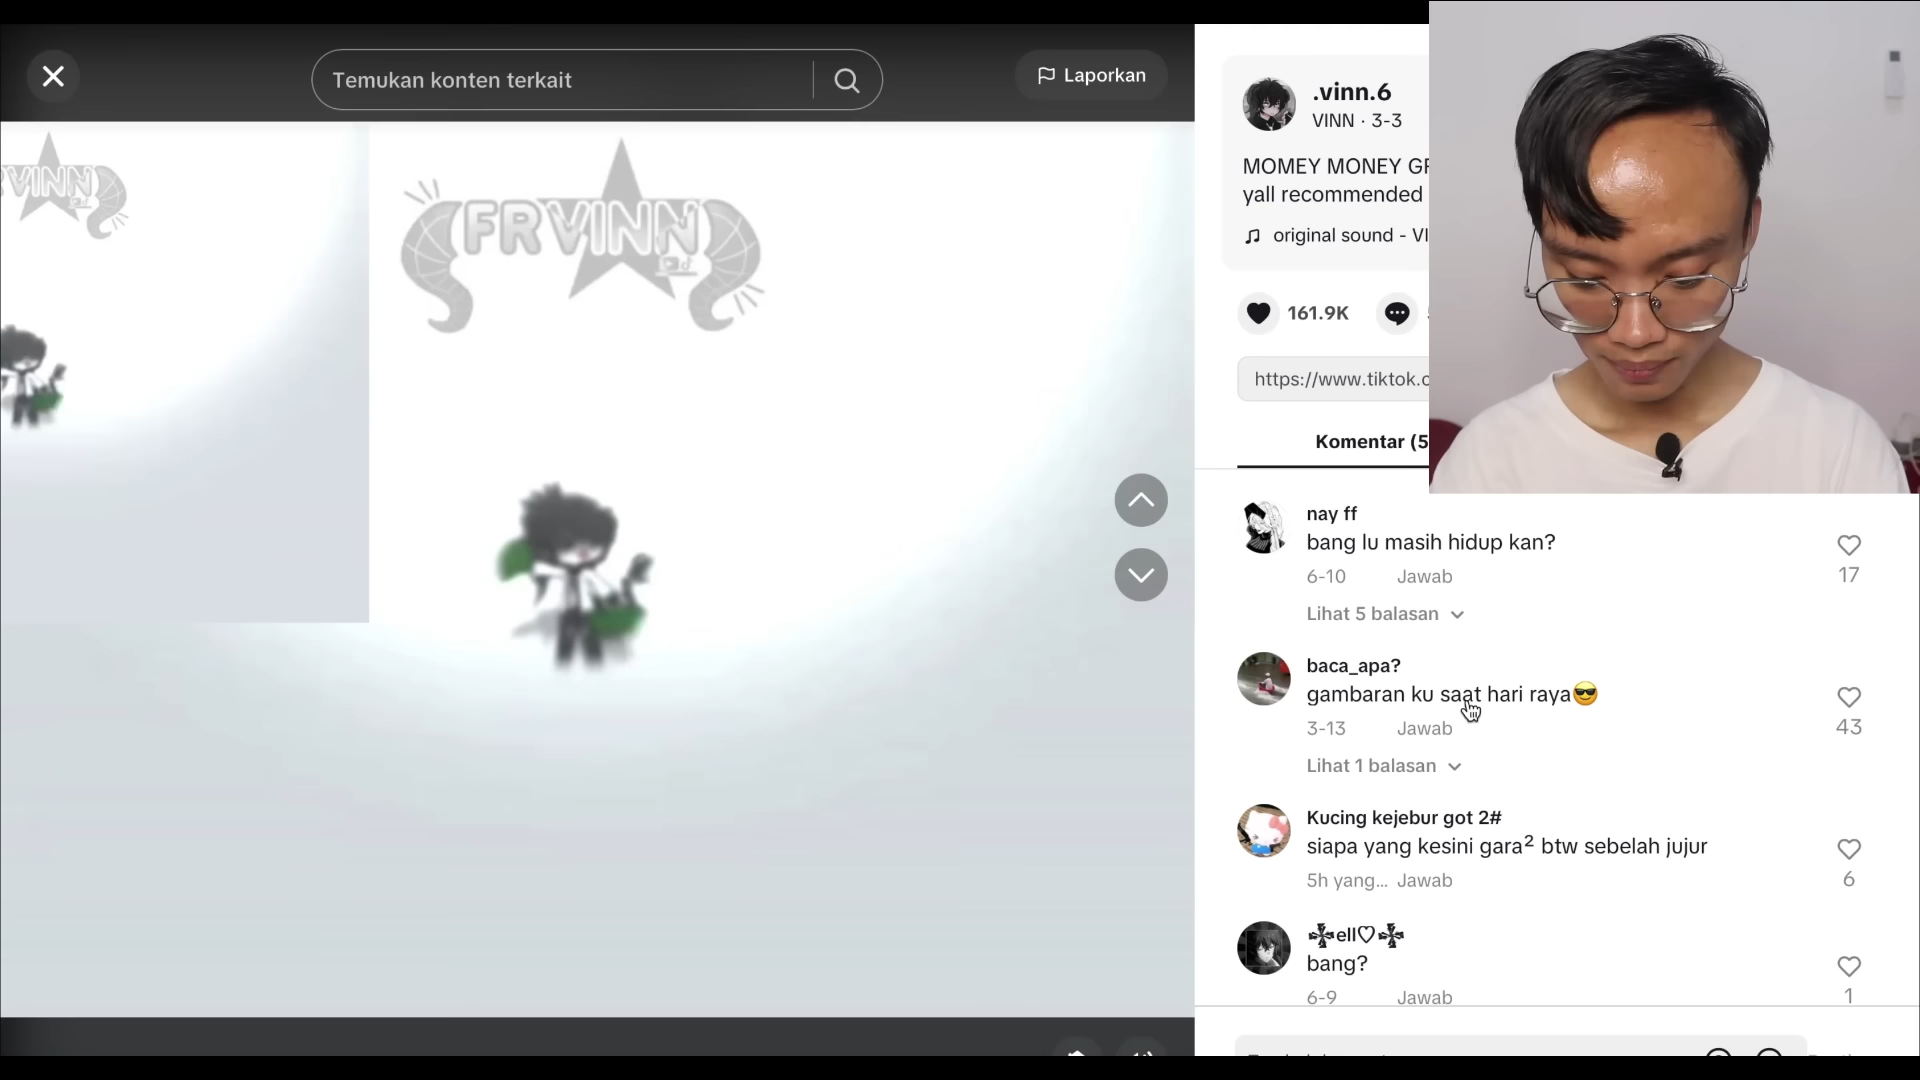 Temukan konten terkait
Laporkan
VINN
FRVINN
.vinn.6
VINN · 3-3
MOMEY MONEY GR
yall recommended
original sound - VI
161.9K
https://www.tiktok.c
Komentar (5
nay ff
bang lu masih hidup kan?
6-10 Jawab
17
Lihat 5 balasan
baca_apa?
gambaran ku saat hari raya😎
43
3-13 Jawab
Lihat 1 balasan
Kucing kejebur got 2#
siapa yang kesini gara² btw sebelah jujur
6
5h yang... Jawab
ell♡
bang?
6-9 Jawab
1